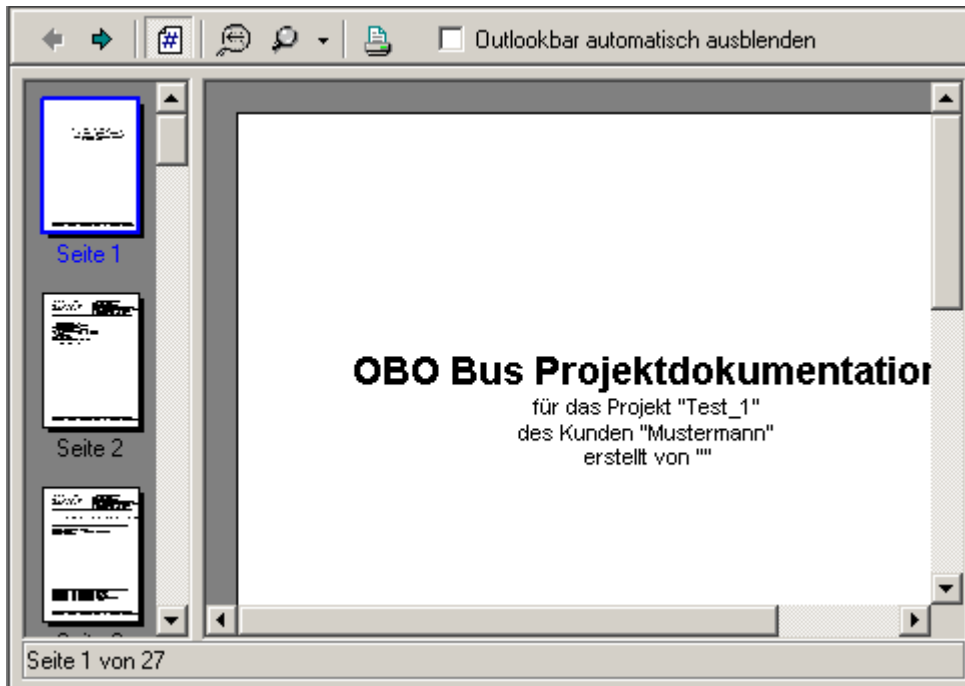 Outlookbar automatisch ausblenden
Seite 1
Seite 2
OBO Bus Projektdokumentation
für das Projekt "Test_1"
des Kunden "Mustermann"
erstellt von ""
Seite 1 von 27